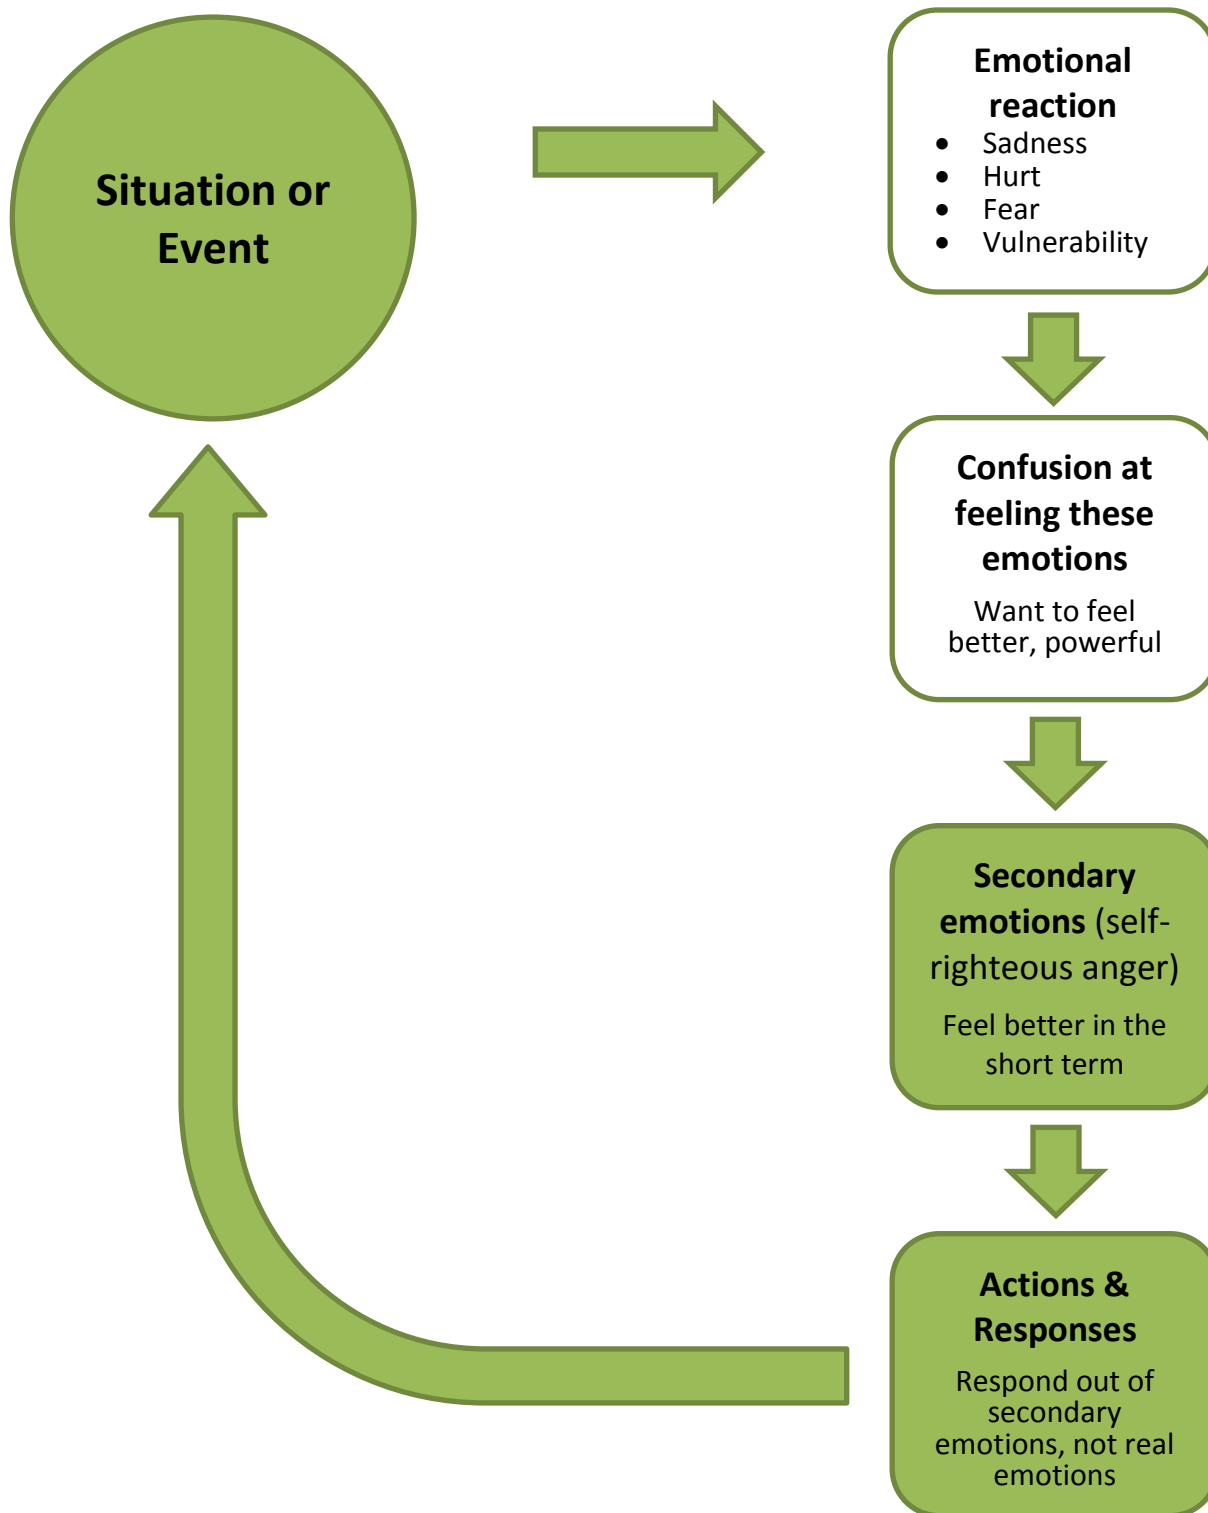 Situation or
Event
Emotional
reaction
• Sadness
• Hurt
• Fear
• Vulnerability
Confusion at
feeling these
emotions
Want to feel
better, powerful
Secondary
emotions (self-
righteous anger)
Feel better in the
short term
Actions &
Responses
Respond out of
secondary
emotions, not real
emotions